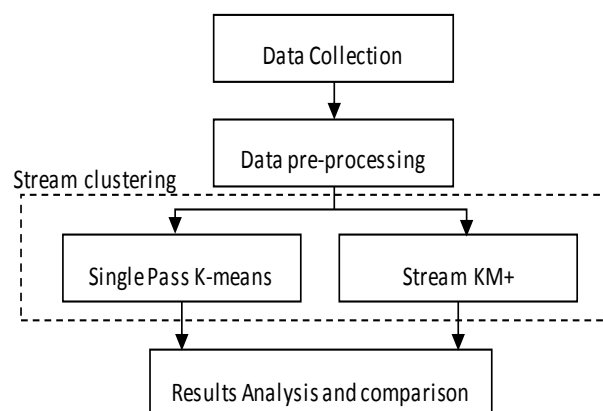 Data Collection
Data pre-processing
Stream clustering
Single Pass K-means
Stream KM+
Results Analysis and comparison